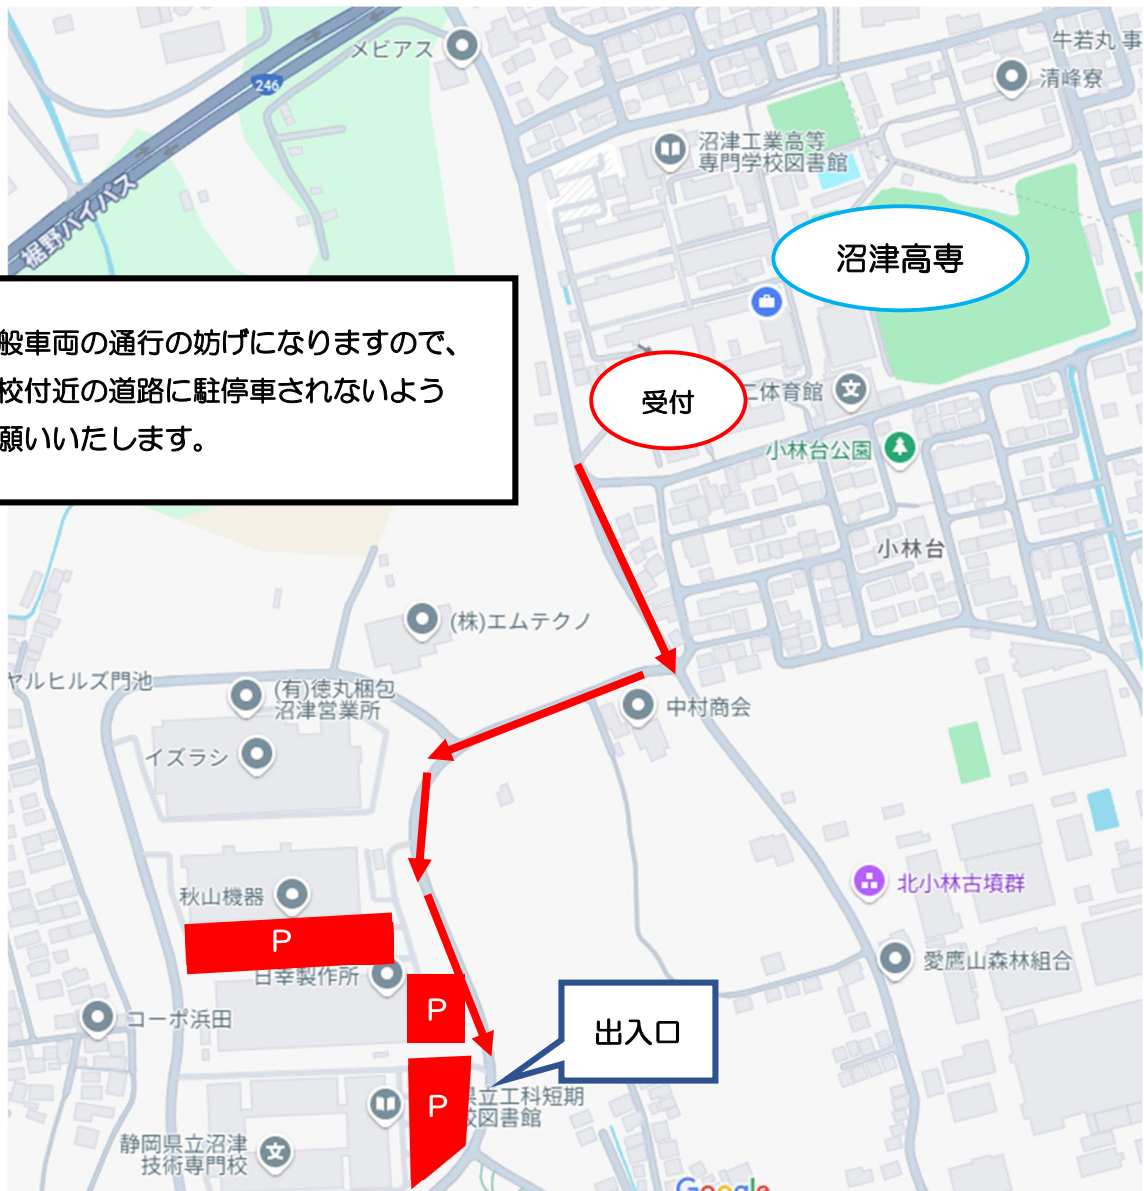 メビアス
牛若丸 事
清峰寮
246
沼津工業高等
専門学校図書館
裾野バイパス
沼津高専
般車両の通行の妨げになりますので、
校付近の道路に駐停車されないよう
願いいたします。
受付
二体育館
小林台公園
小林台
(株)エムテクノ
ヤルヒルズ門池
(有)徳丸梱包
沼津営業所
中村商会
イズラシ
秋山機器
P
北小林古墳群
日幸製作所
愛鷹山森林組合
P
コーポ浜田
出入口
P
県立工科短期
校図書館
静岡県立沼津
技術専門校
Google